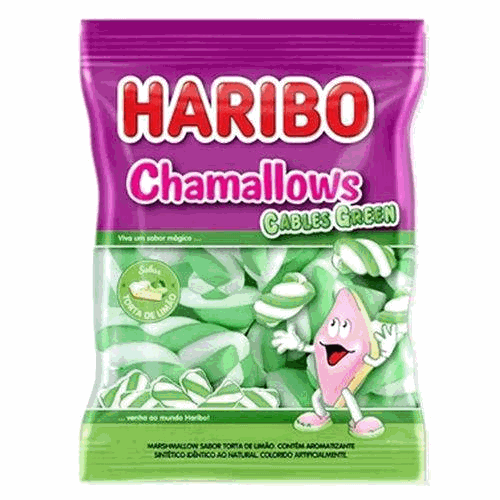 HARIBO
Chamallows
CABLES GREEN
Viva um sabor mágico ...
Sabor
TORTA DE LIMÃO
... venha ao mundo Haribo!
MARSHMALLOW SABOR TORTA DE LIMÃO. CONTÉM AROMATIZANTE
SINTÉTICO IDÊNTICO AO NATURAL. COLORIDO ARTIFICIALMENTE.